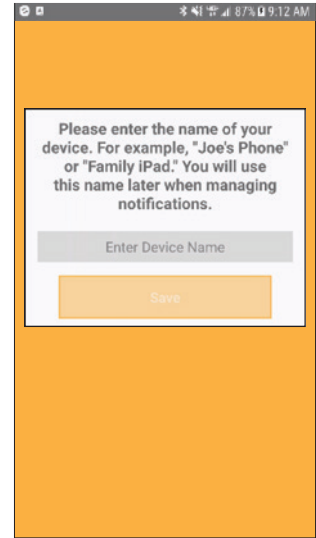 87% 9:12 AM
Please enter the name of your
device. For example, "Joe's Phone"
or "Family iPad." You will use
this name later when managing
notifications.
Enter Device Name
Save